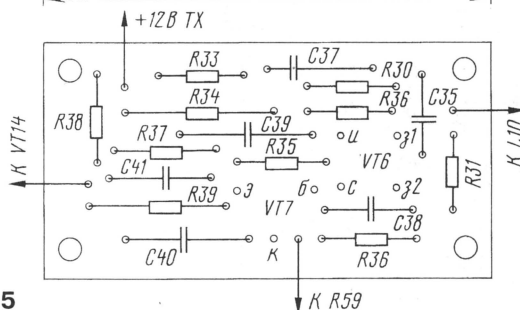 +12В TX
R33
C37
R30
R34
R36
C35
R38
C39
и
з1
К VT14
R37
R35
VT6
К L10
C41
R31
Э
б
с
з2
R39
VT7
C38
C40
к
R36
5
К R59